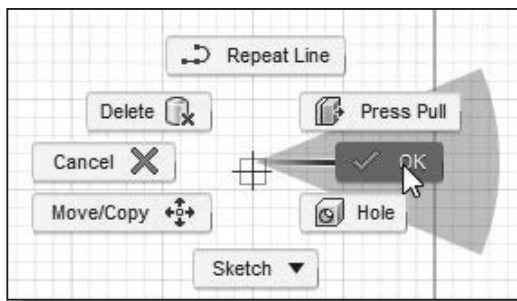 Repeat Line
Delete
Press Pull
Cancel
OK
Move/Copy
Hole
Sketch